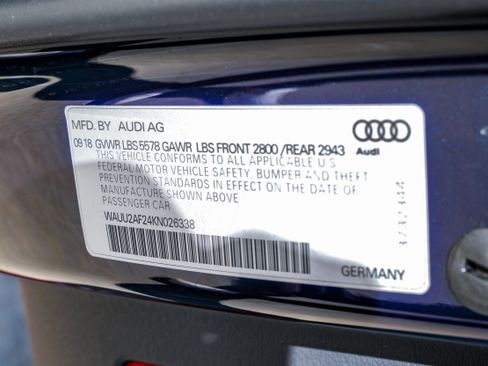 MFD. BY AUDI AG
09 18 GVWR LBS 5578 GAWR LBS FRONT 2800 /REAR 2943
THIS VEHICLE CONFORMS TO ALL APPLICABLE U.S.
FEDERAL MOTOR VEHICLE SAFETY, BUMPER AND THEFT
PREVENTION STANDARDS IN EFFECT ON THE DATE OF
MANUFACTURE SHOWN ABOVE
PASSENGER CAR
WAUU2AF24KN026338
Audi
GERMANY